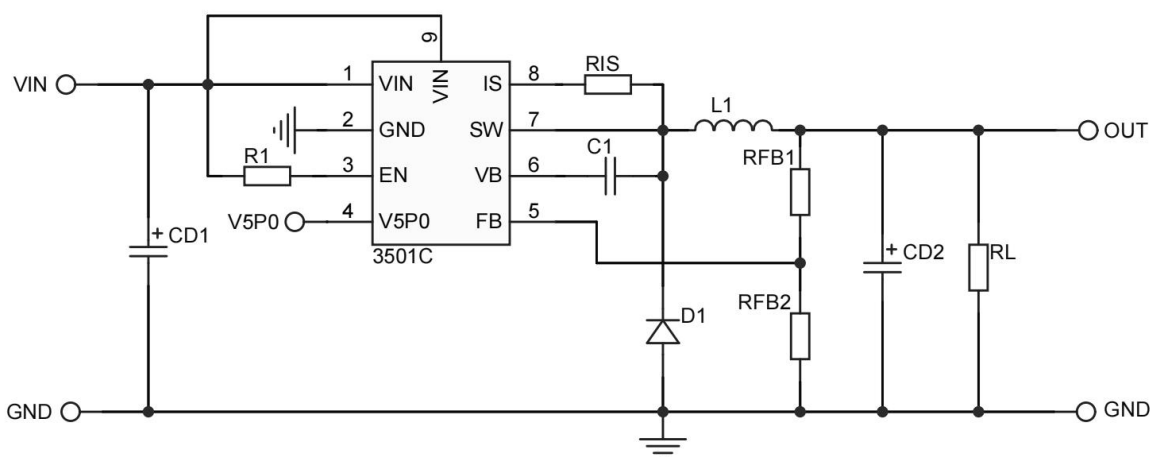 9
VIN
1
VIN
VIN
IS
8
RIS
2
GND
SW
7
L1
OUT
R1
3
EN
VB
6
C1
RFB1
V5P0
4
V5P0
FB
5
3501C
+ CD1
+
CD2
RL
RFB2
D1
GND
GND